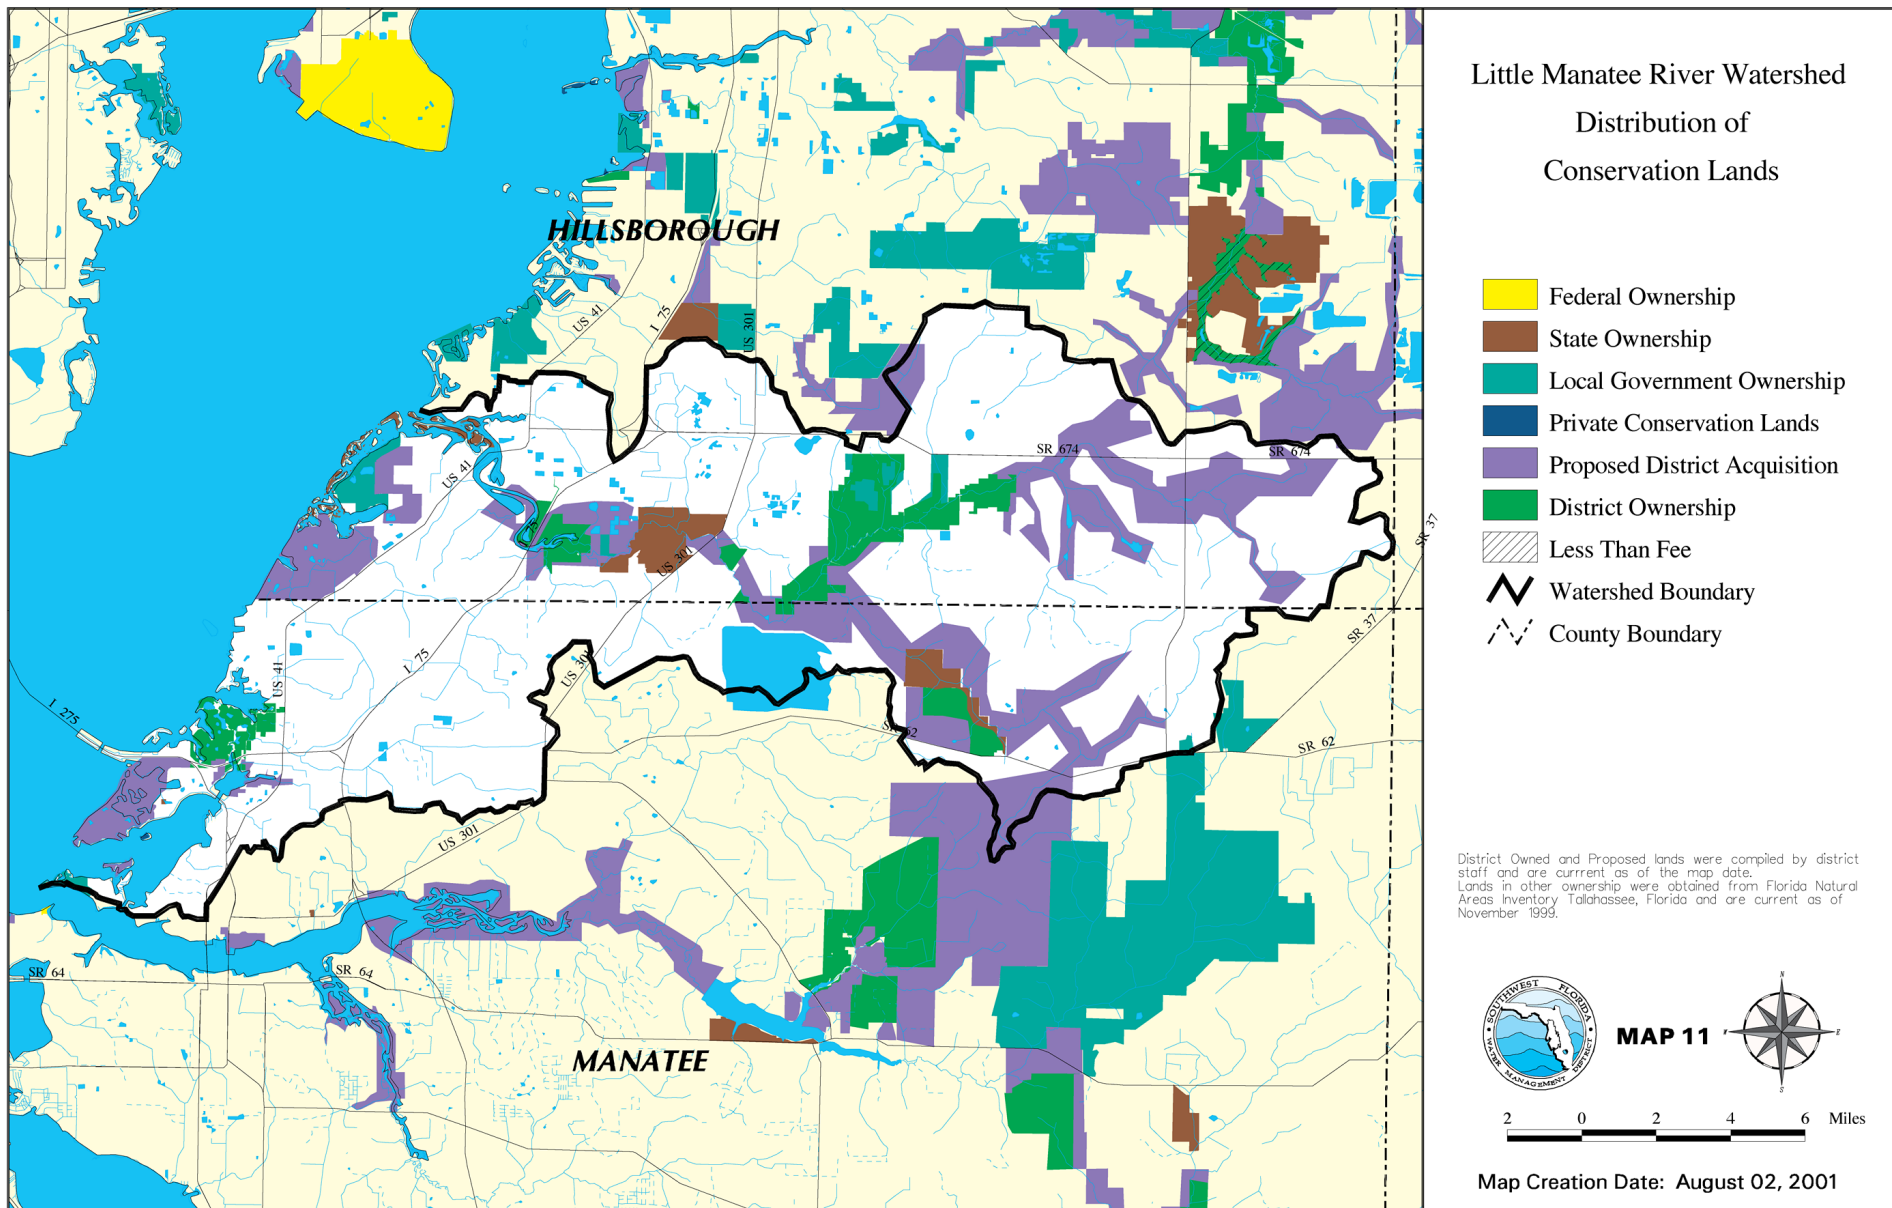 Little Manatee River Watershed
Distribution of
Conservation Lands
Federal Ownership
State Ownership
Local Government Ownership
Private Conservation Lands
Proposed District Acquisition
District Ownership
Less Than Fee
Watershed Boundary
County Boundary
District Owned and Proposed lands were compiled by district
staff and are currrent as of the map date.
Lands in other ownership were obtained from Florida Natural
Areas Inventory Tallahassee, Florida and are current as of
November 1999.
SOUTHWEST FLORIDA
WATER MANAGEMENT DISTRICT
MAP 11
N
W
E
S
2 0 2 4 6 Miles
Map Creation Date: August 02, 2001
HILLSBOROUGH
US 41
I 75
US 301
SR 674
SR 674
US 41
I 75
US 301
SR 37
SR 37
US 301
I 75
US 41
I 275
SR 62
SR 62
US 301
SR 64
SR 64
MANATEE